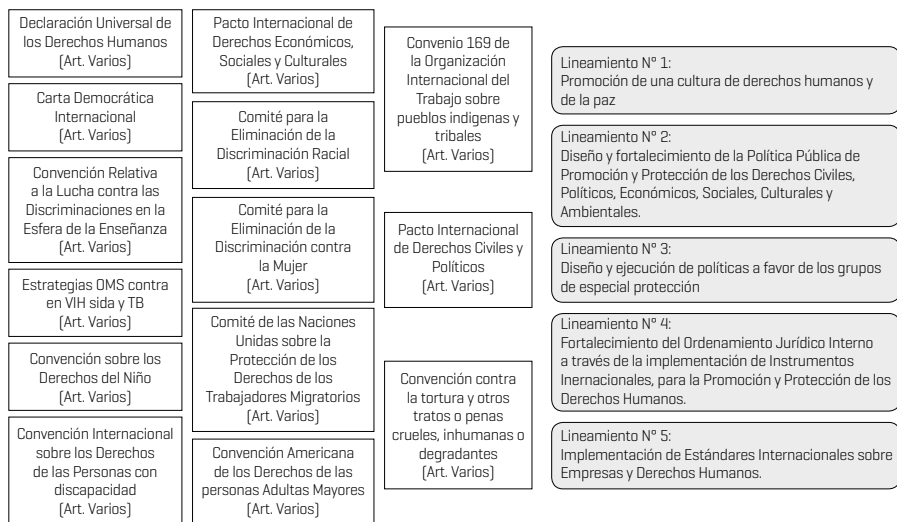 Declaración Universal de
los Derechos Humanos
(Art. Varios)
Carta Democrática
Internacional
(Art. Varios)
Convención Relativa
a la Lucha contra las
Discriminaciones en la
Esfera de la Enseñanza
(Art. Varios)
Estrategias OMS contra
en VIH sida y TB
(Art. Varios)
Convención sobre los
Derechos del Niño
(Art. Varios)
Convención Internacional
sobre los Derechos
de las Personas con
discapacidad
(Art. Varios)
Pacto Internacional de
Derechos Económicos,
Sociales y Culturales
(Art. Varios)
Comité para la
Eliminación de la
Discriminación Racial
(Art. Varios)
Comité para la
Eliminación de la
Discriminación contra
la Mujer
(Art. Varios)
Comité de las Naciones
Unidas sobre la
Protección de los
Derechos de los
Trabajadores Migratorios
(Art. Varios)
Convención Americana
de los Derechos de las
personas Adultas Mayores
(Art. Varios)
Convenio 169 de
la Organización
Internacional del
Trabajo sobre
pueblos indigenas y
tribales
(Art. Varios)
Pacto Internacional
de Derechos Civiles y
Políticos
(Art. Varios)
Convención contra
la tortura y otros
tratos o penas
crueles, inhumanas o
degradantes
(Art. Varios)
Lineamiento N° 1:
Promoción de una cultura de derechos humanos y
de la paz
Lineamiento N° 2:
Diseño y fortalecimiento de la Política Pública de
Promoción y Protección de los Derechos Civiles,
Políticos, Económicos, Sociales, Culturales y
Ambientales.
Lineamiento N° 3:
Diseño y ejecución de políticas a favor de los grupos
de especial protección
Lineamiento N° 4:
Fortalecimiento del Ordenamiento Jurídico Interno
a través de la implementación de Instrumentos
Inernacionales, para la Promoción y Protección de los
Derechos Humanos.
Lineamiento N° 5:
Implementación de Estándares Internacionales sobre
Empresas y Derechos Humanos.